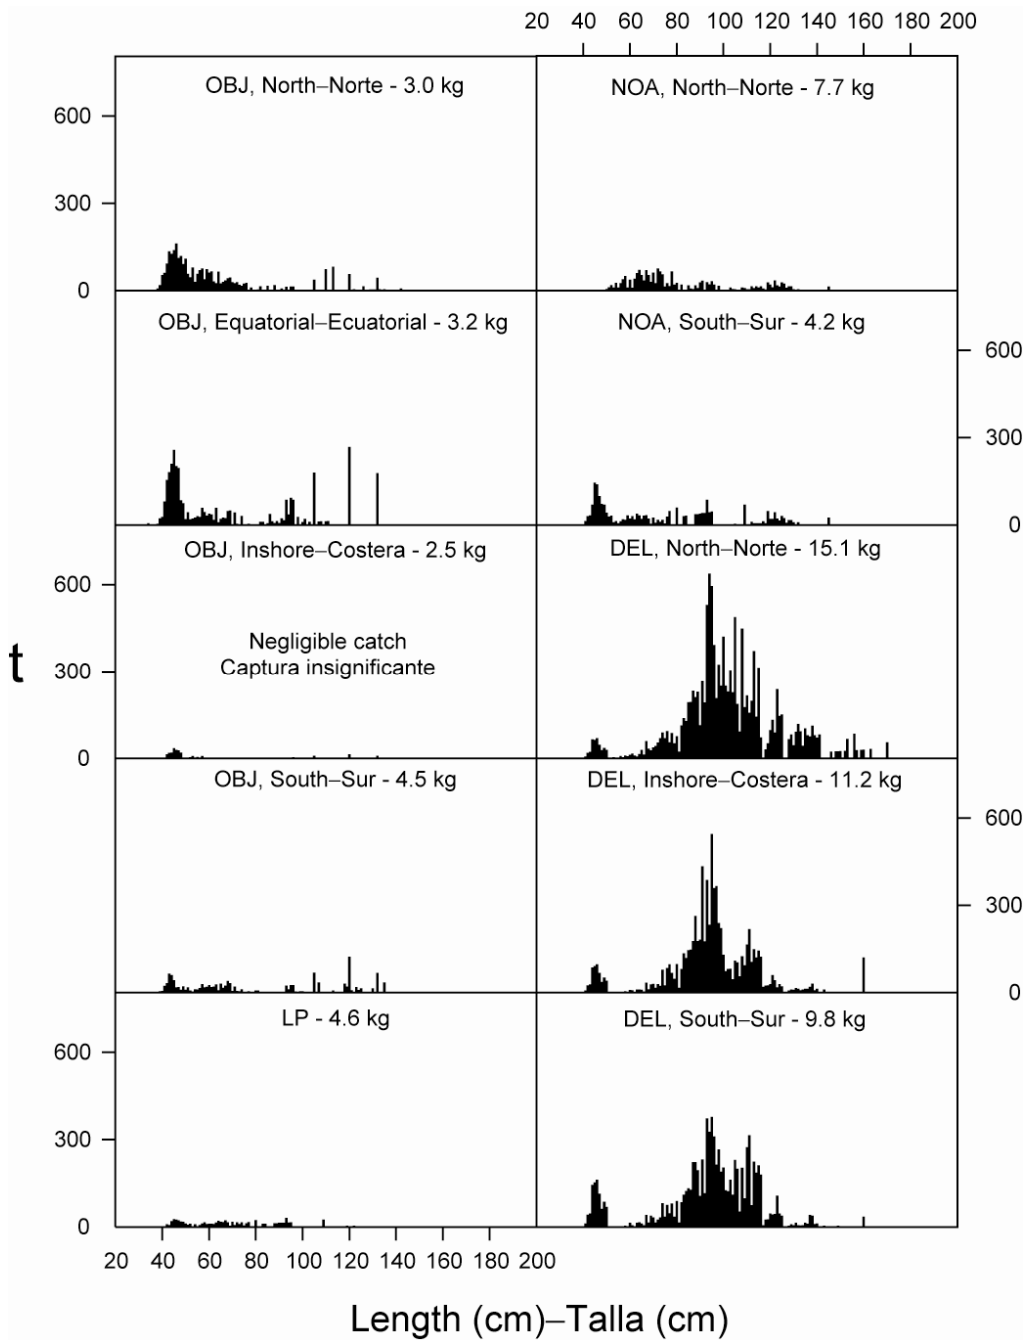 20 40 60 80 100 120 140 160 180 200
OBJ, North–Norte - 3.0 kg
NOA, North–Norte - 7.7 kg
600
300
0
OBJ, Equatorial–Ecuatorial - 3.2 kg
NOA, South–Sur - 4.2 kg
600
300
0
OBJ, Inshore–Costera - 2.5 kg
DEL, North–Norte - 15.1 kg
600
Negligible catch
Captura insignificante
t
300
0
OBJ, South–Sur - 4.5 kg
DEL, Inshore–Costera - 11.2 kg
600
300
0
LP - 4.6 kg
DEL, South–Sur - 9.8 kg
600
300
0
20 40 60 80 100 120 140 160 180 200
Length (cm)–Talla (cm)